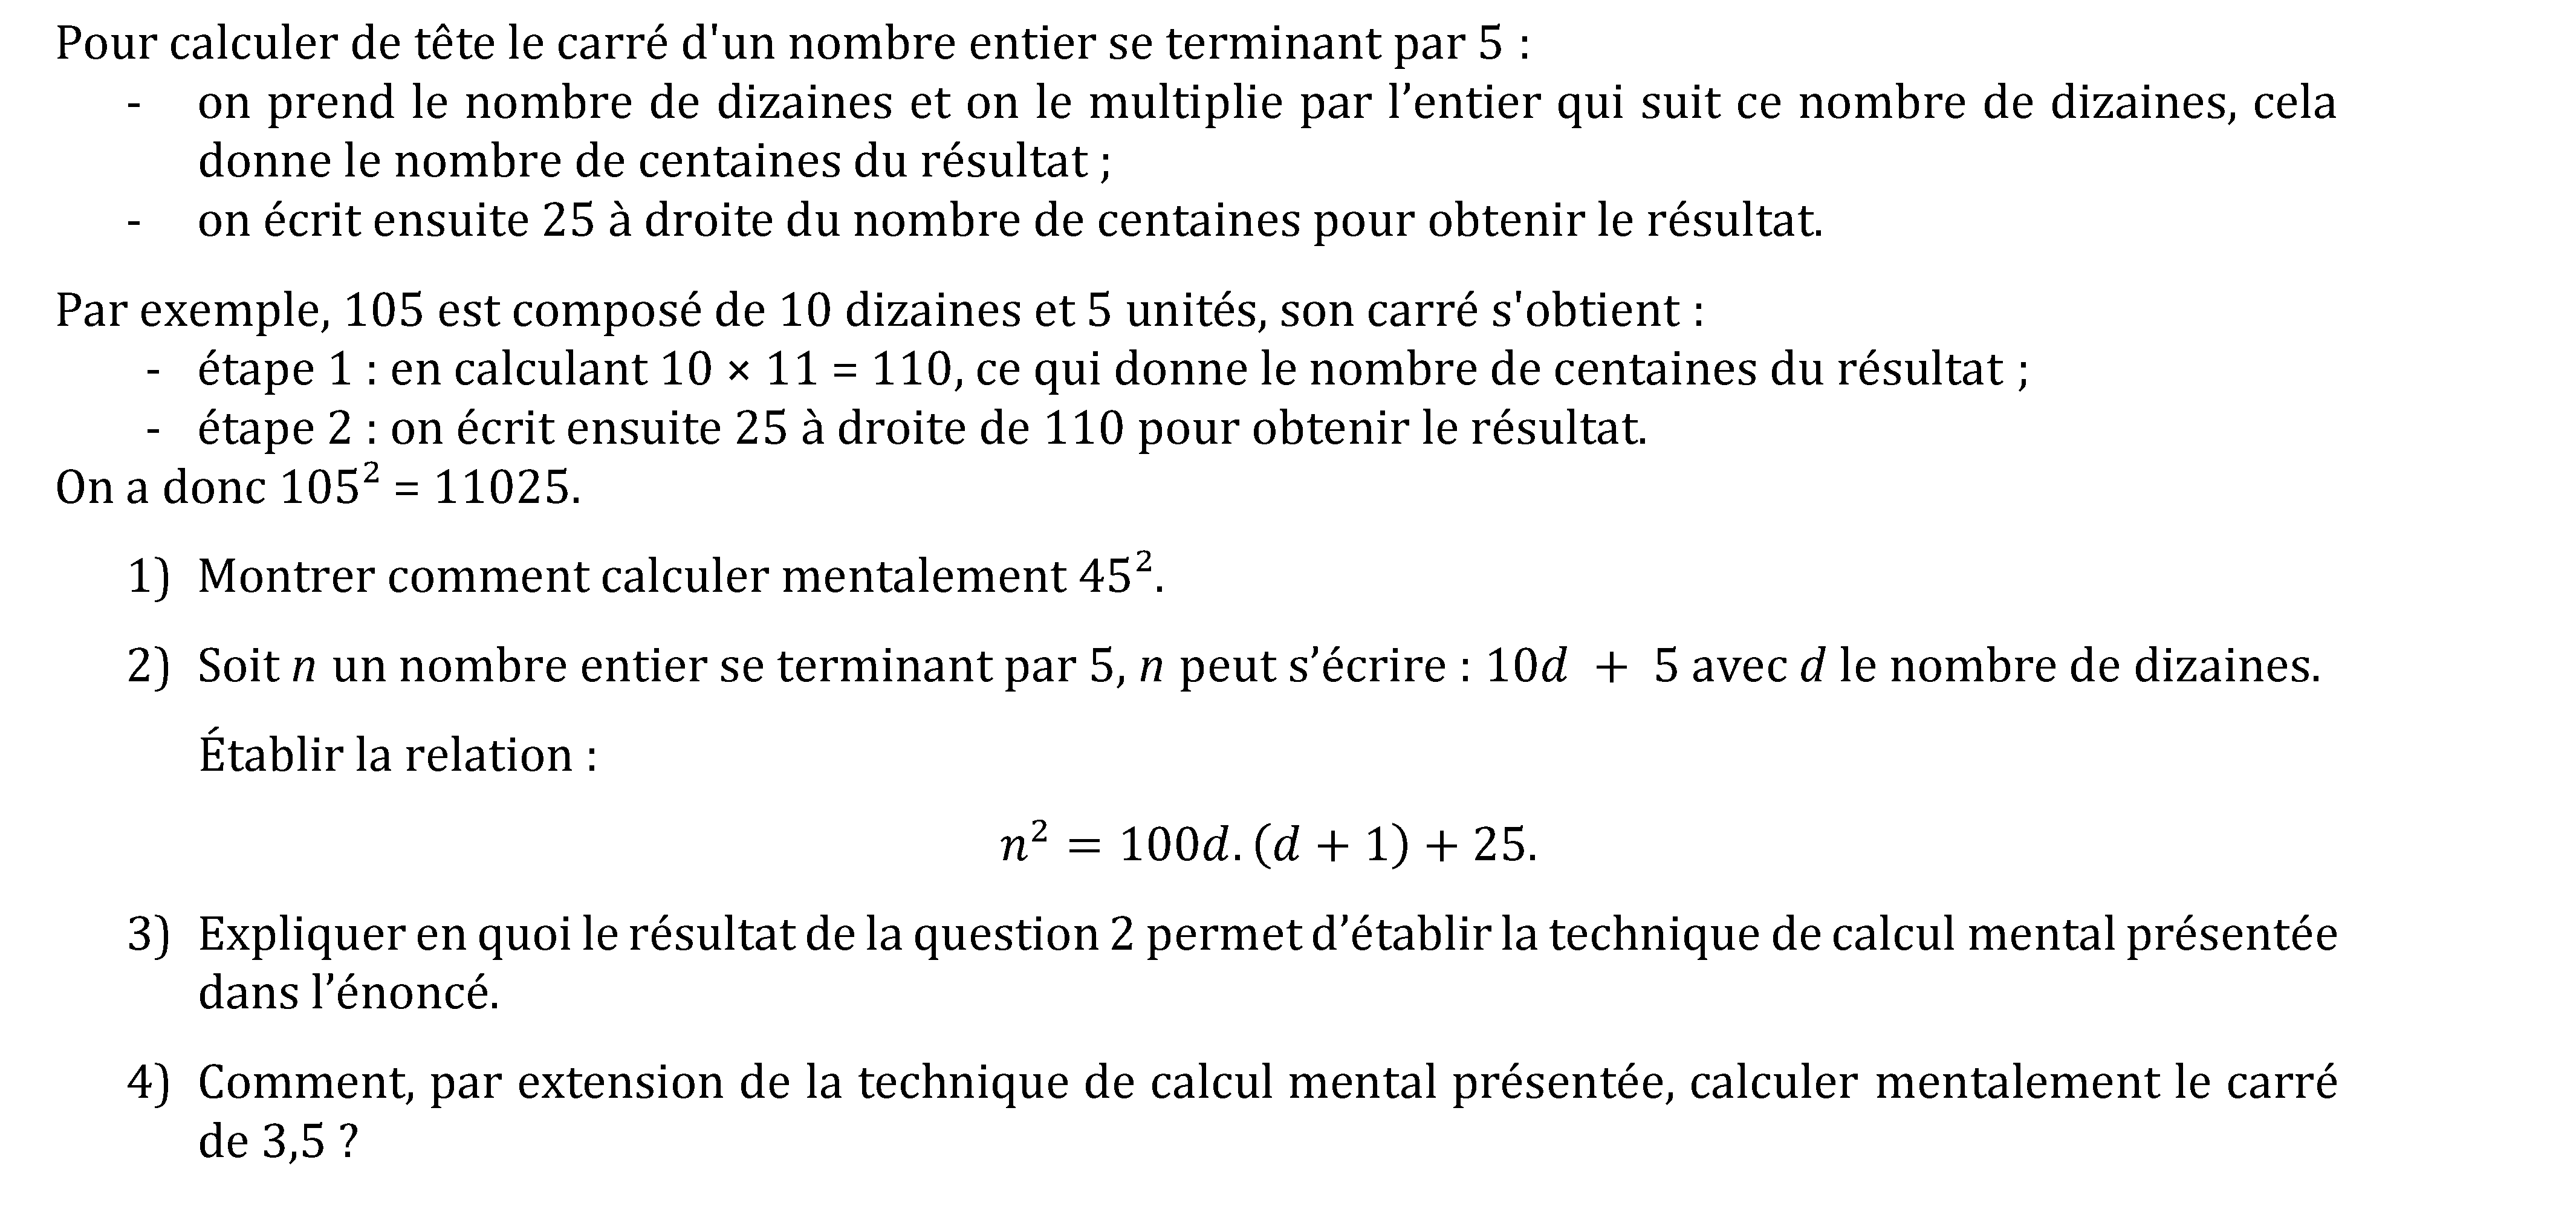 Pour calculer de tête le carré d'un nombre entier se terminant par 5 :
- on prend le nombre de dizaines et on le multiplie par l’entier qui suit ce nombre de dizaines, cela
donne le nombre de centaines du résultat ;
- on écrit ensuite 25 à droite du nombre de centaines pour obtenir le résultat.
Par exemple, 105 est composé de 10 dizaines et 5 unités, son carré s'obtient :
- étape 1 : en calculant 10 × 11 = 110, ce qui donne le nombre de centaines du résultat ;
- étape 2 : on écrit ensuite 25 à droite de 110 pour obtenir le résultat.
On a donc 105² = 11025.
1) Montrer comment calculer mentalement 45².
2) Soit n un nombre entier se terminant par 5, n peut s’écrire : 10d + 5 avec d le nombre de dizaines.
Établir la relation :
n² = 100d. (d + 1) + 25.
3) Expliquer en quoi le résultat de la question 2 permet d’établir la technique de calcul mental présentée
dans l’énoncé.
4) Comment, par extension de la technique de calcul mental présentée, calculer mentalement le carré
de 3,5 ?